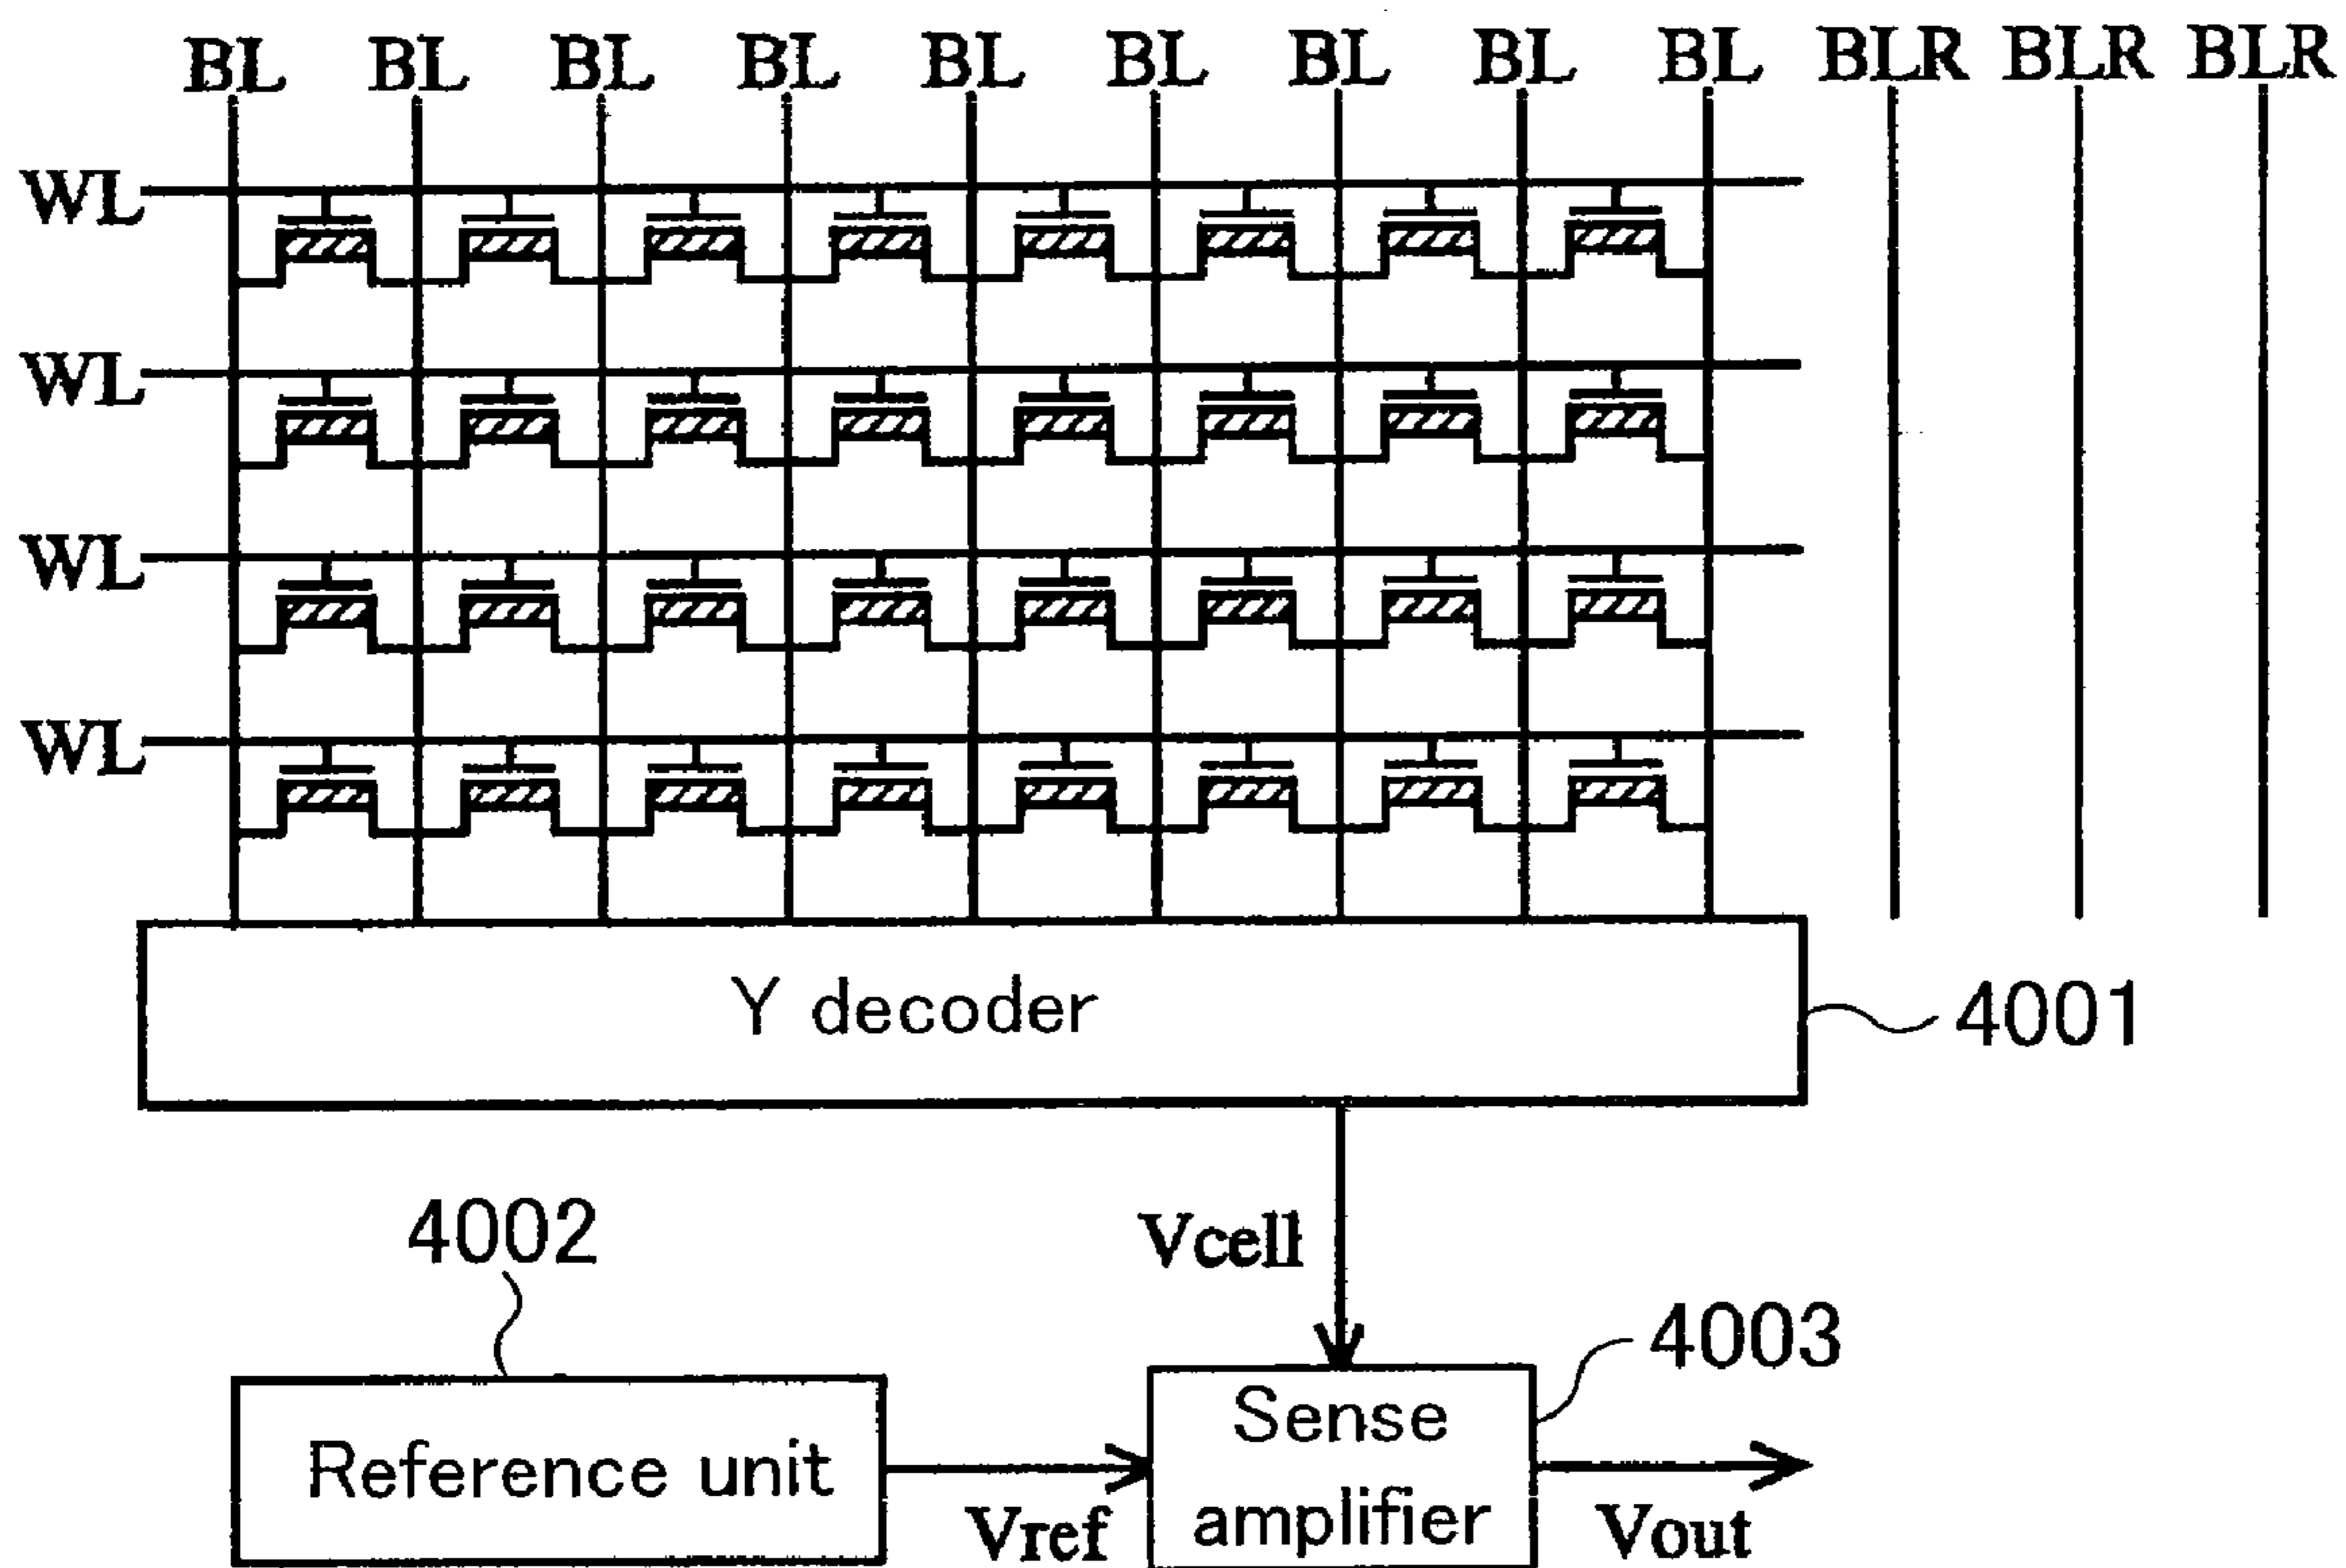 BL BL BL BL BL BL BL BL BL BLR BLR BLR
WL
WL
WL
WL
Y decoder
4001
4002
Vcell
4003
Reference unit
Vref
Sense
amplifier
Vout